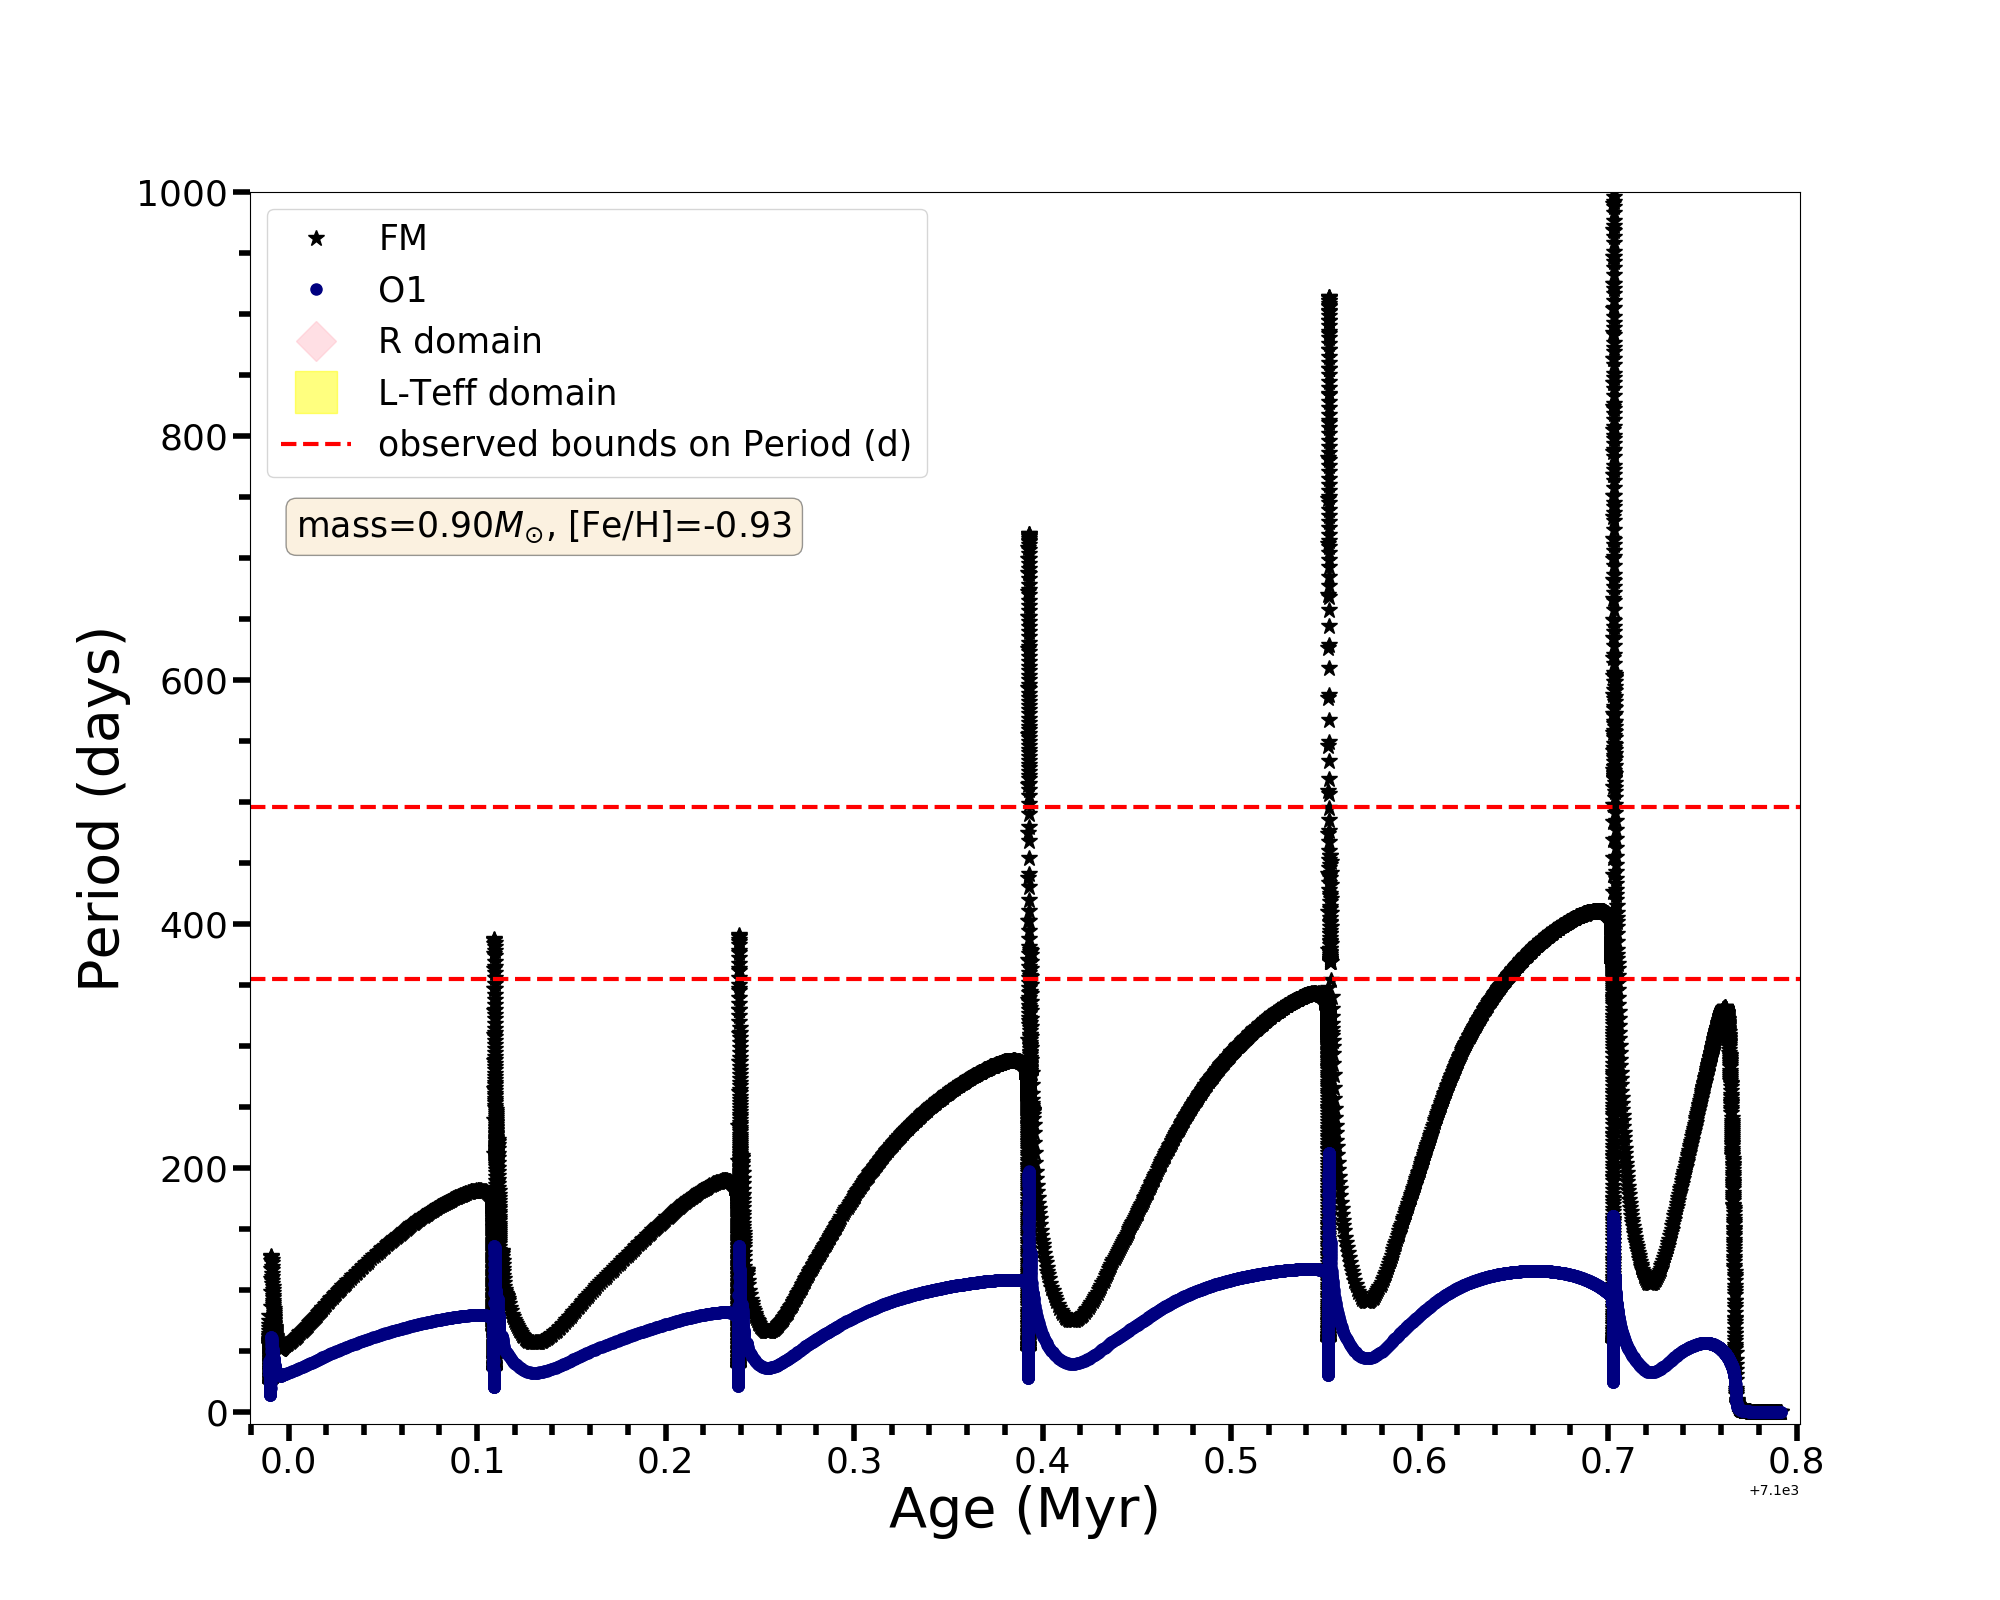 1000
800
600
400
200
0
Period (days)
FM
O1
R domain
L-Teff domain
observed bounds on Period (d)
mass=0.90M⊙, [Fe/H]=-0.93
0.0 0.1 0.2 0.3 0.4 0.5 0.6 0.7 0.8
+7.1e3
Age (Myr)